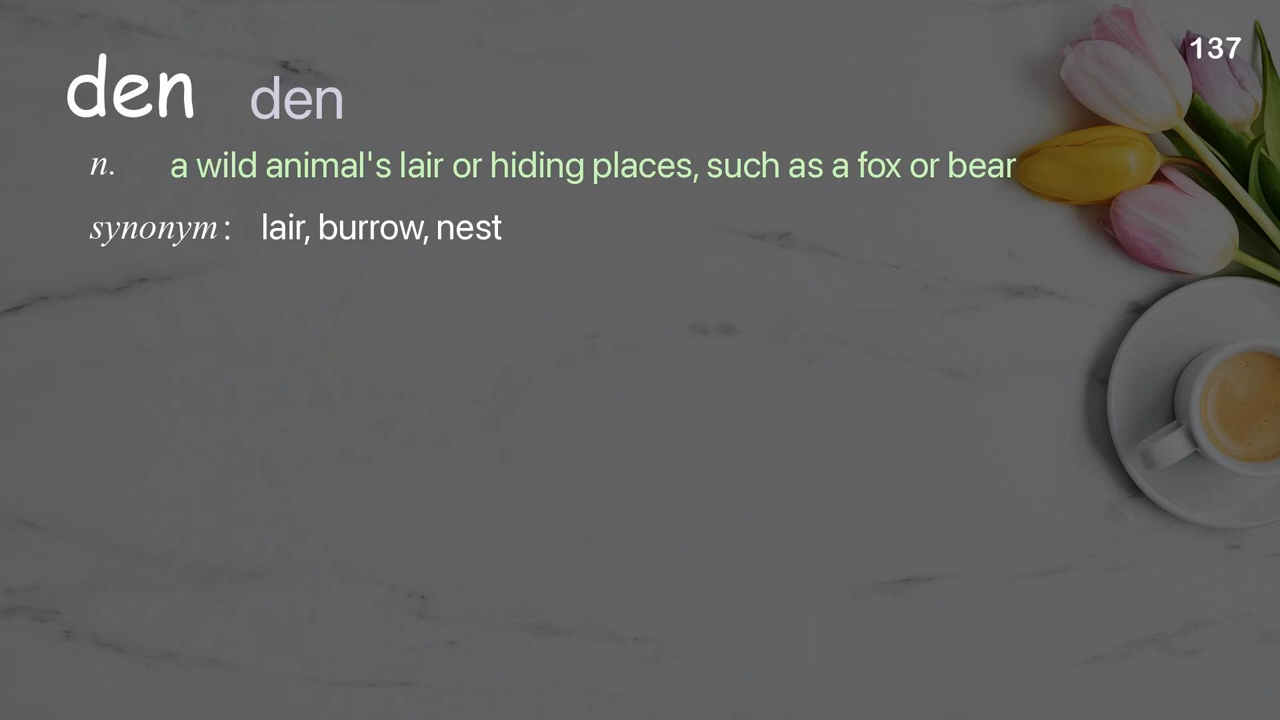 137
den den
n. a wild animal's lair or hiding places, such as a fox or bear
synonym: lair, burrow, nest